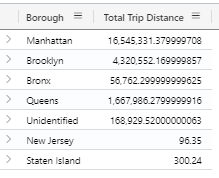 Borough Total Trip Distance
Manhattan 16,545,331.379999708
Brooklyn 4,320,552.169999857
Bronx 56,762.299999999625
Queens 1,667,986.2799999916
Unidentified 168,929.52000000063
New Jersey 96.35
Staten Island 300.24